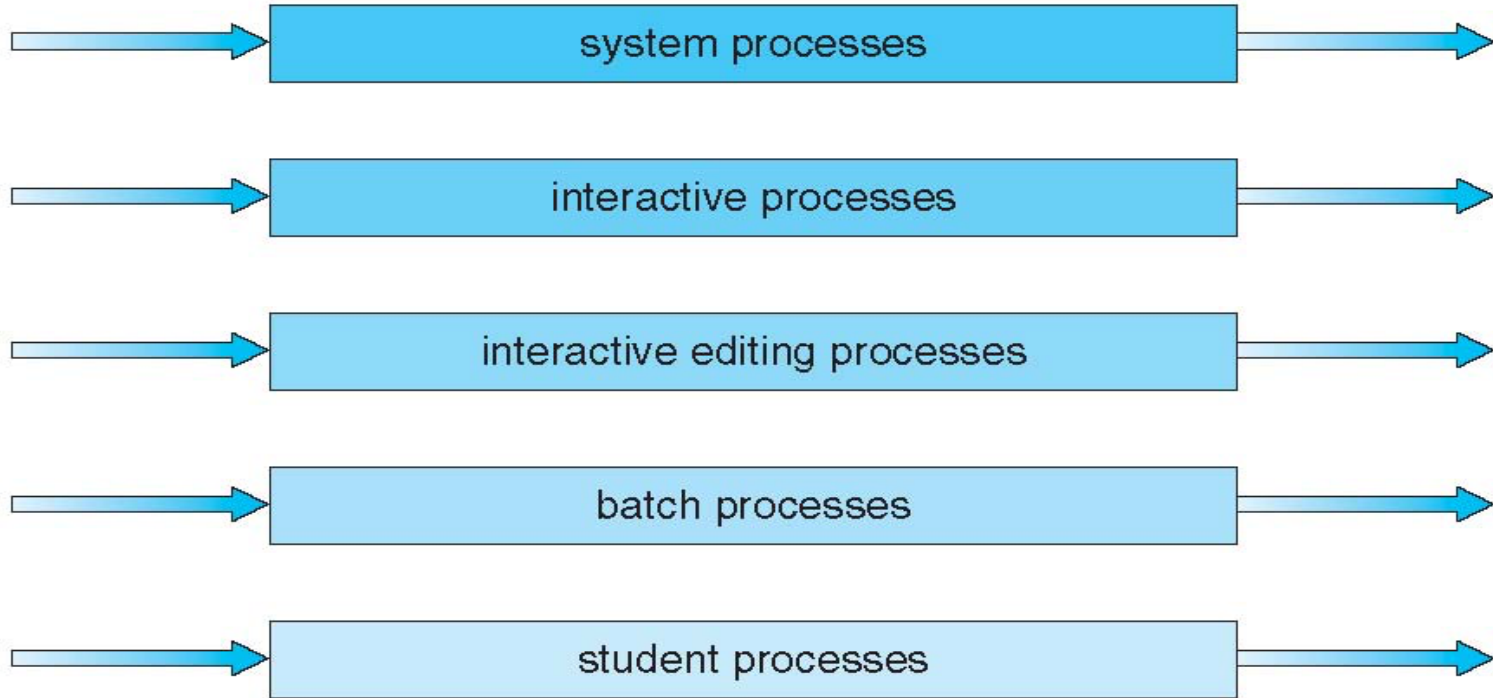 system processes
interactive processes
interactive editing processes
batch processes
student processes